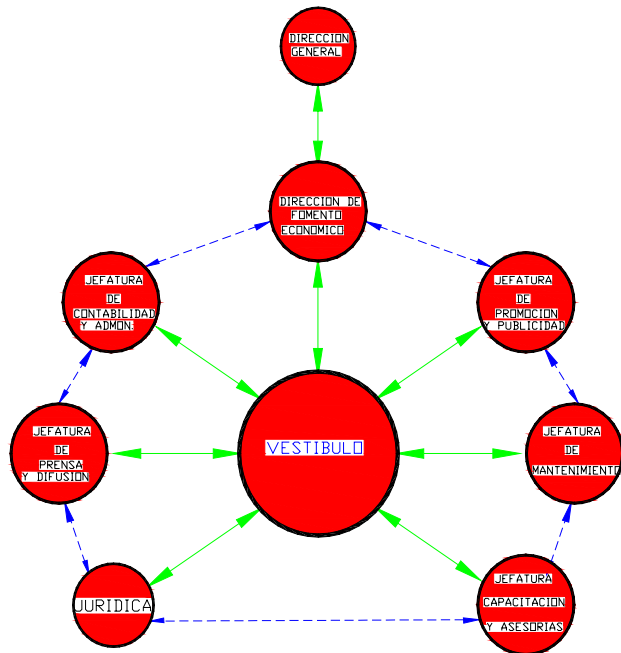 DIRECCION
GENERAL
DIRECCION DE
FOMENTO
ECONOMICO
JEFATURA
DE
CONTABILIDAD
Y ADMON.
JEFATURA
DE
PROMOCION
Y PUBLICIDAD
JEFATURA
DE
PRENSA
Y DIFUSION
VESTIBULO
JEFATURA
DE
MANTENIMIENTO
JURIDICA
JEFATURA
CAPACITACION
Y ASESORIAS